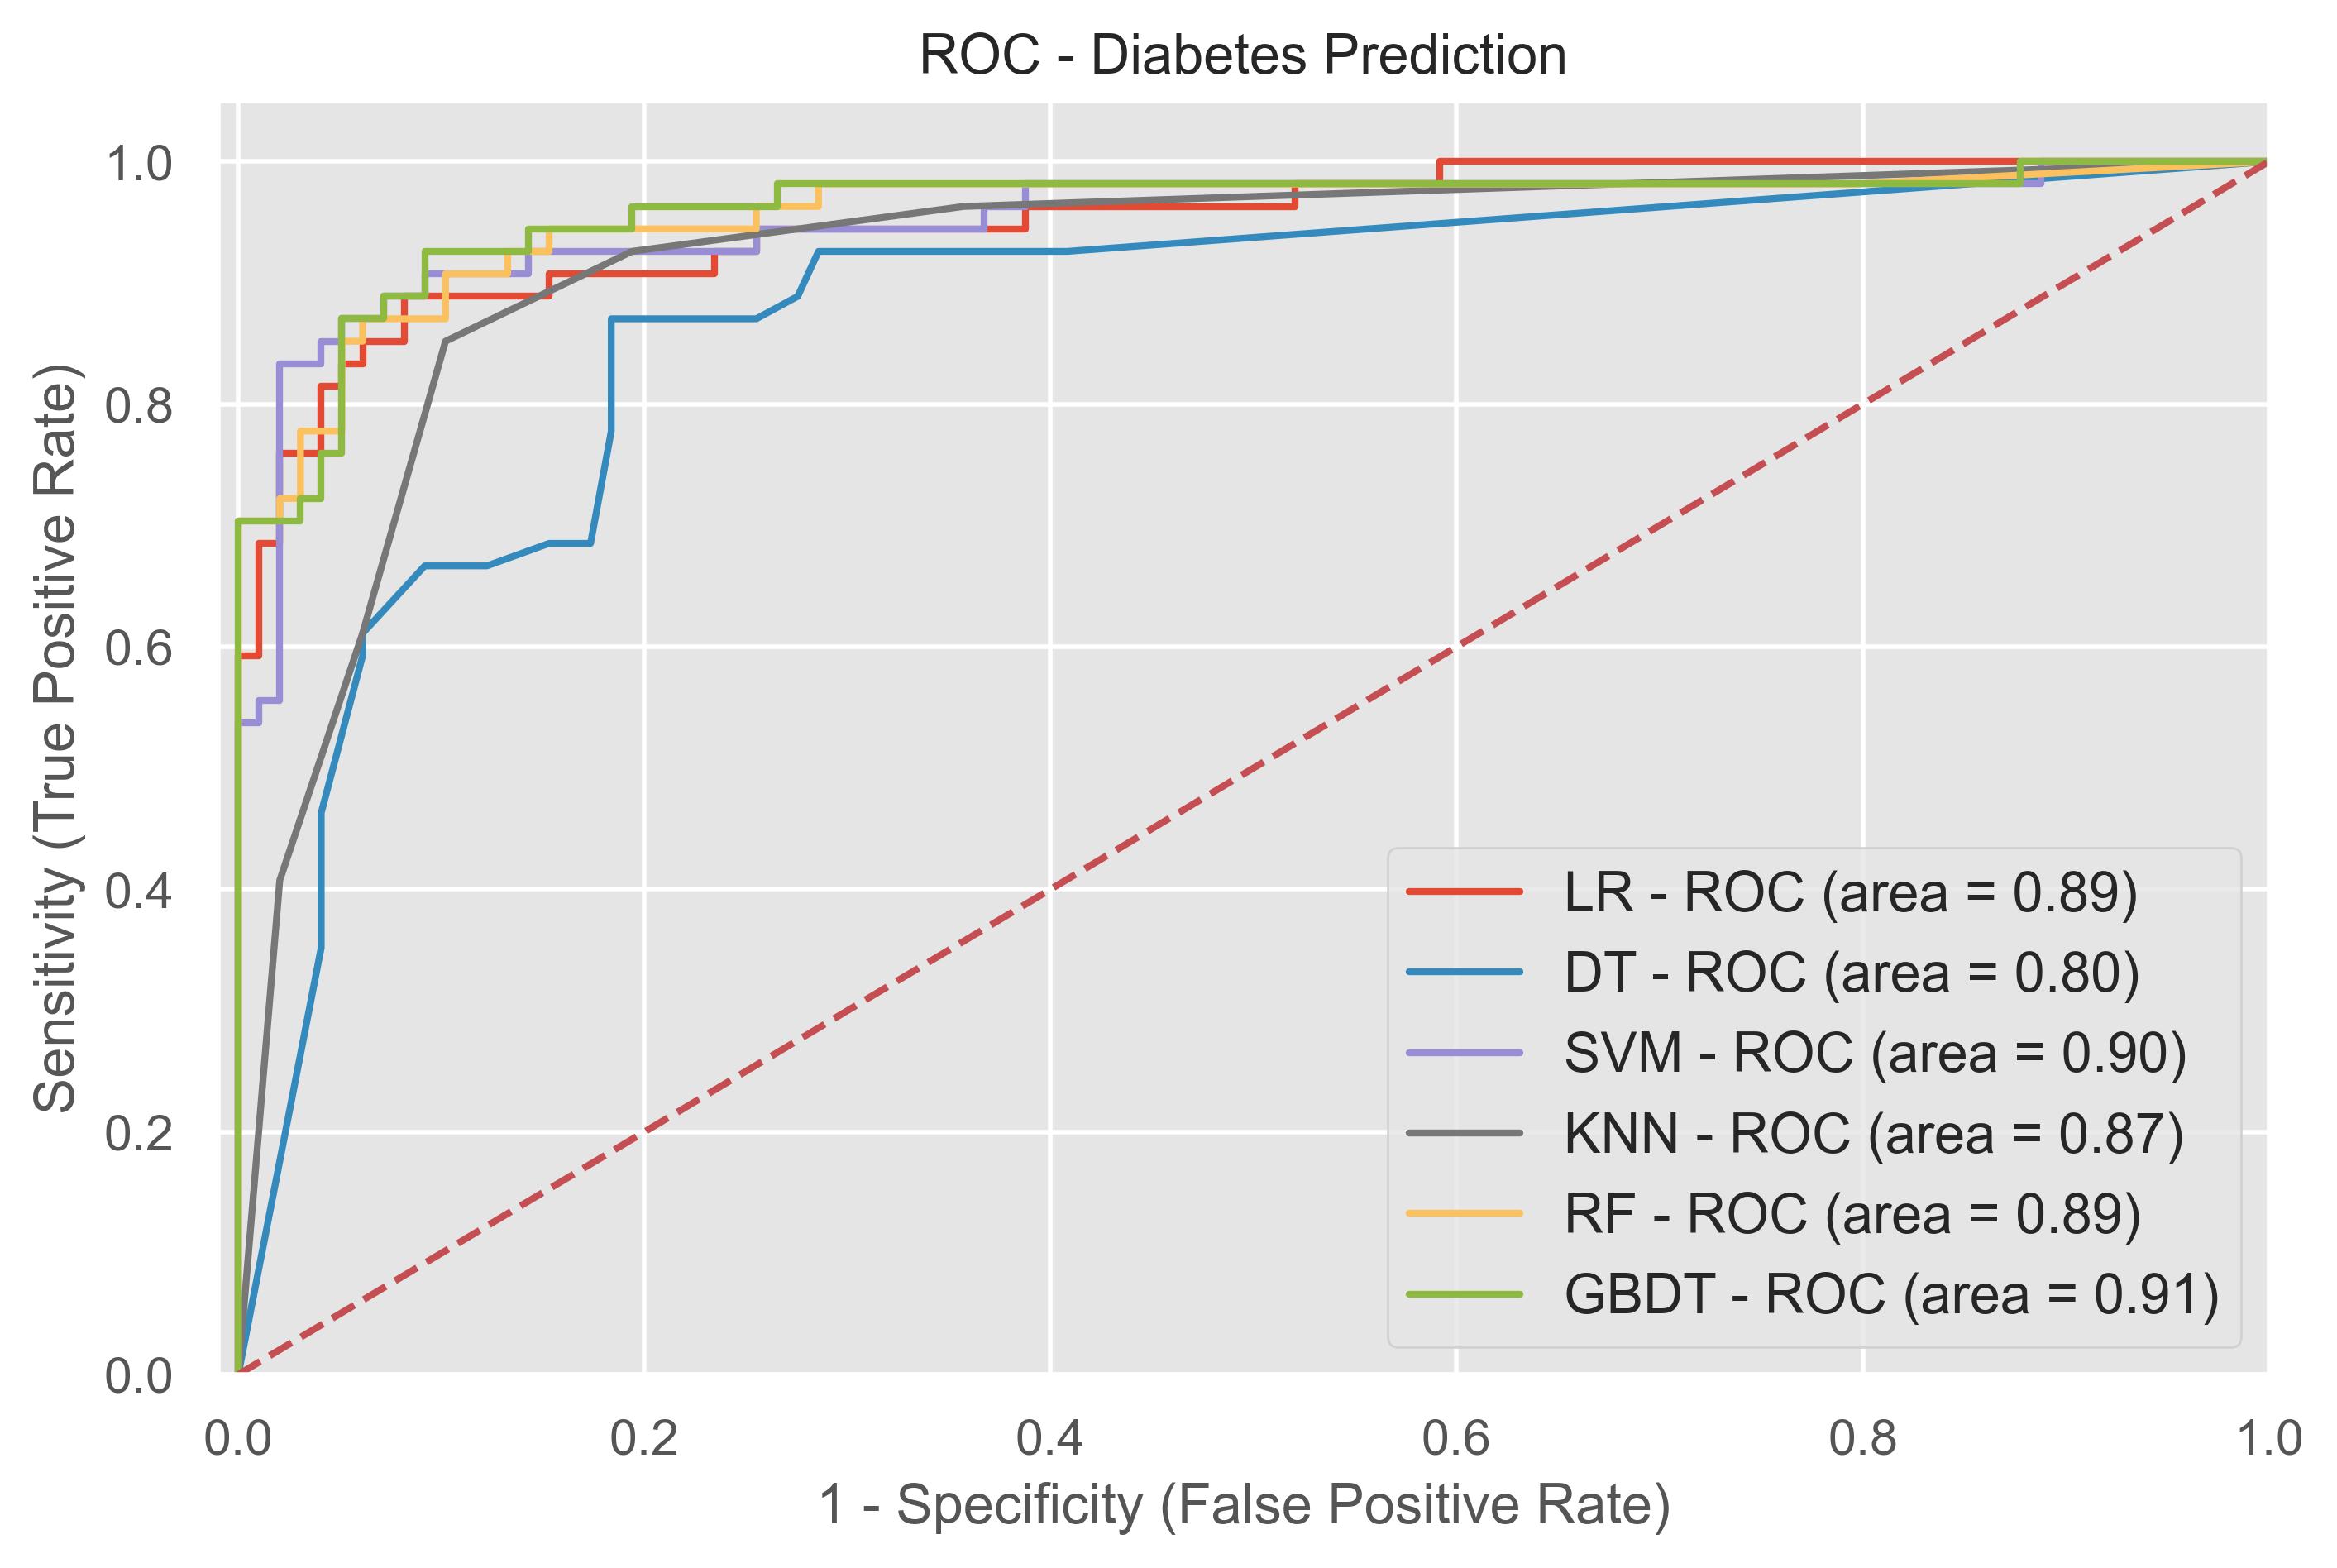 ROC - Diabetes Prediction
Sensitivity (True Positive Rate)
1.0
0.8
0.6
0.4
0.2
0.0
LR - ROC (area = 0.89)
DT - ROC (area = 0.80)
SVM - ROC (area = 0.90)
KNN - ROC (area = 0.87)
RF - ROC (area = 0.89)
GBDT - ROC (area = 0.91)
0.0 0.2 0.4 0.6 0.8 1.0
1 - Specificity (False Positive Rate)